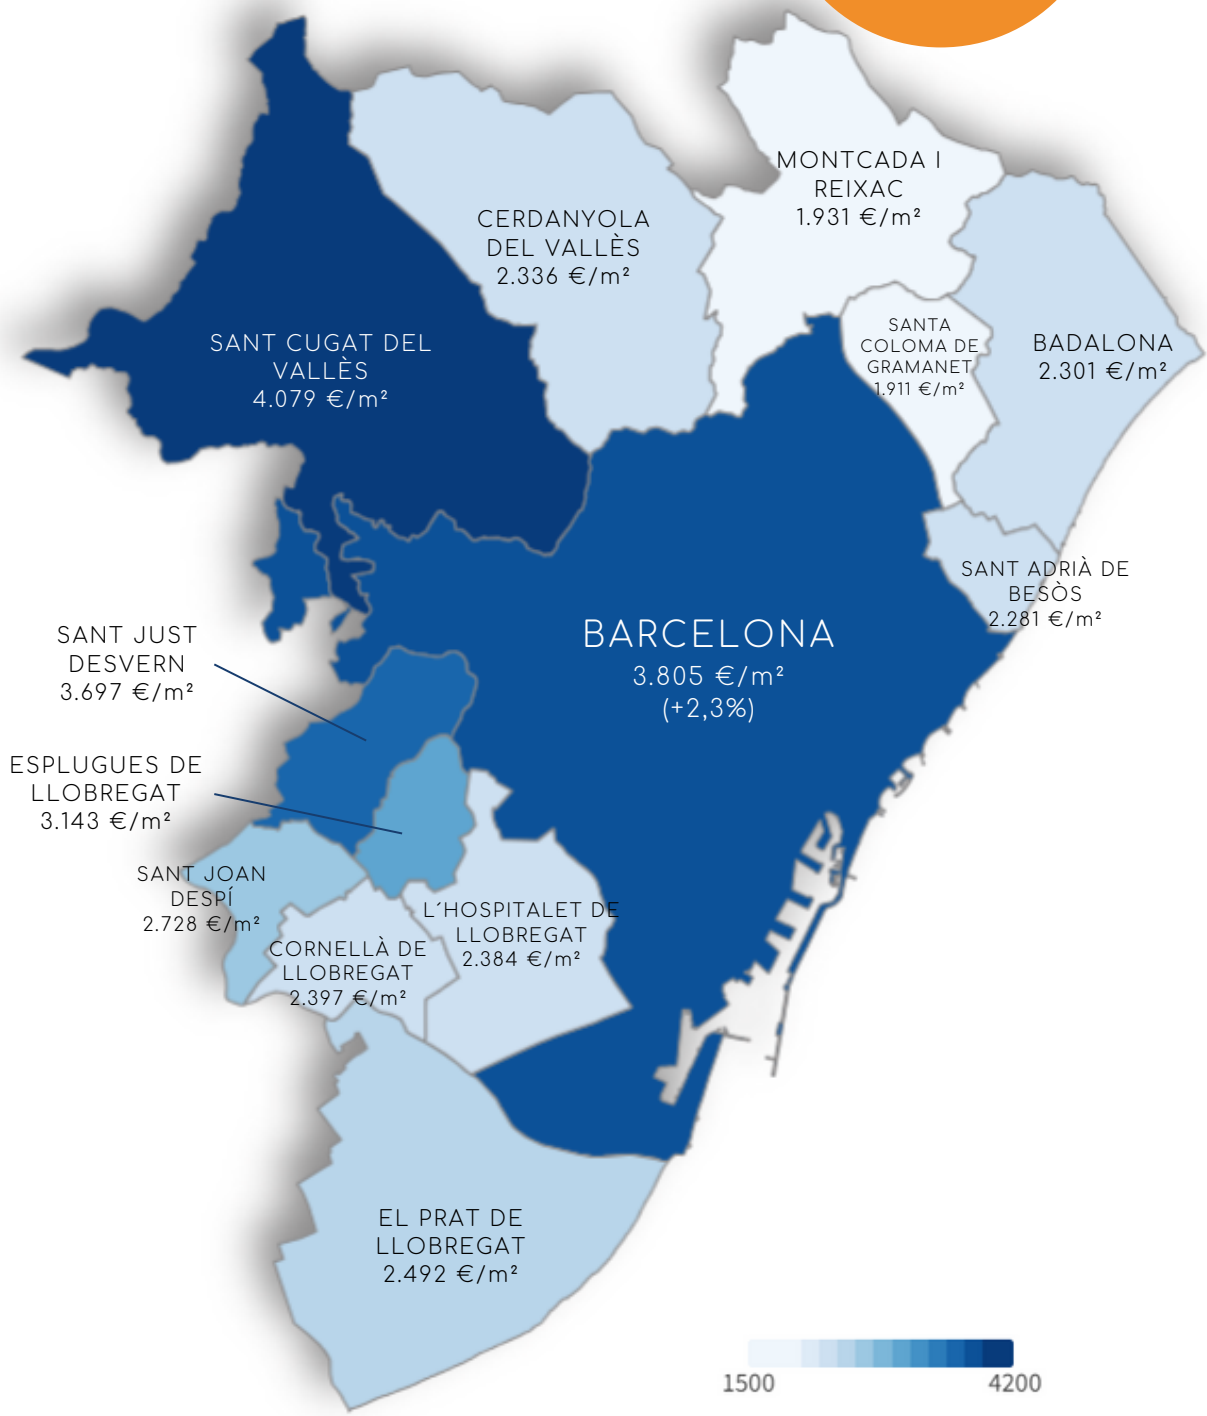 MONTCADA I
REIXAC
1.931 €/m²
CERDANYOLA
DEL VALLÈS
2.336 €/m²
SANT CUGAT DEL
VALLÈS
4.079 €/m²
SANTA
COLOMA DE
GRAMANET
1.911 €/m²
BADALONA
2.301 €/m²
SANT ADRIÀ DE
BESÒS
2.281 €/m²
BARCELONA
3.805 €/m²
(+2,3%)
SANT JUST
DESVERN
3.697 €/m²
ESPLUGUES DE
LLOBREGAT
3.143 €/m²
SANT JOAN
DESPÍ
2.728 €/m²
L´HOSPITALET DE
LLOBREGAT
2.384 €/m²
CORNELLÀ DE
LLOBREGAT
2.397 €/m²
EL PRAT DE
LLOBREGAT
2.492 €/m²
1500
4200